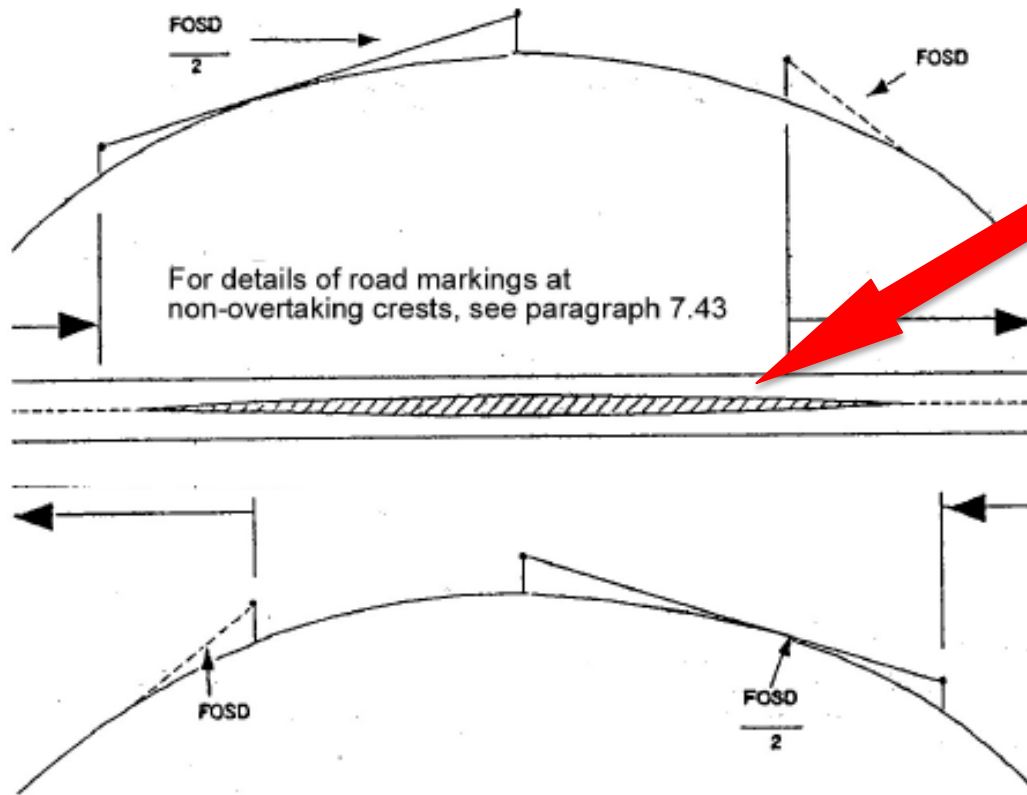 FOSD
2
FOSD
For details of road markings at
non-overtaking crests, see paragraph 7.43
FOSD
FOSD
2